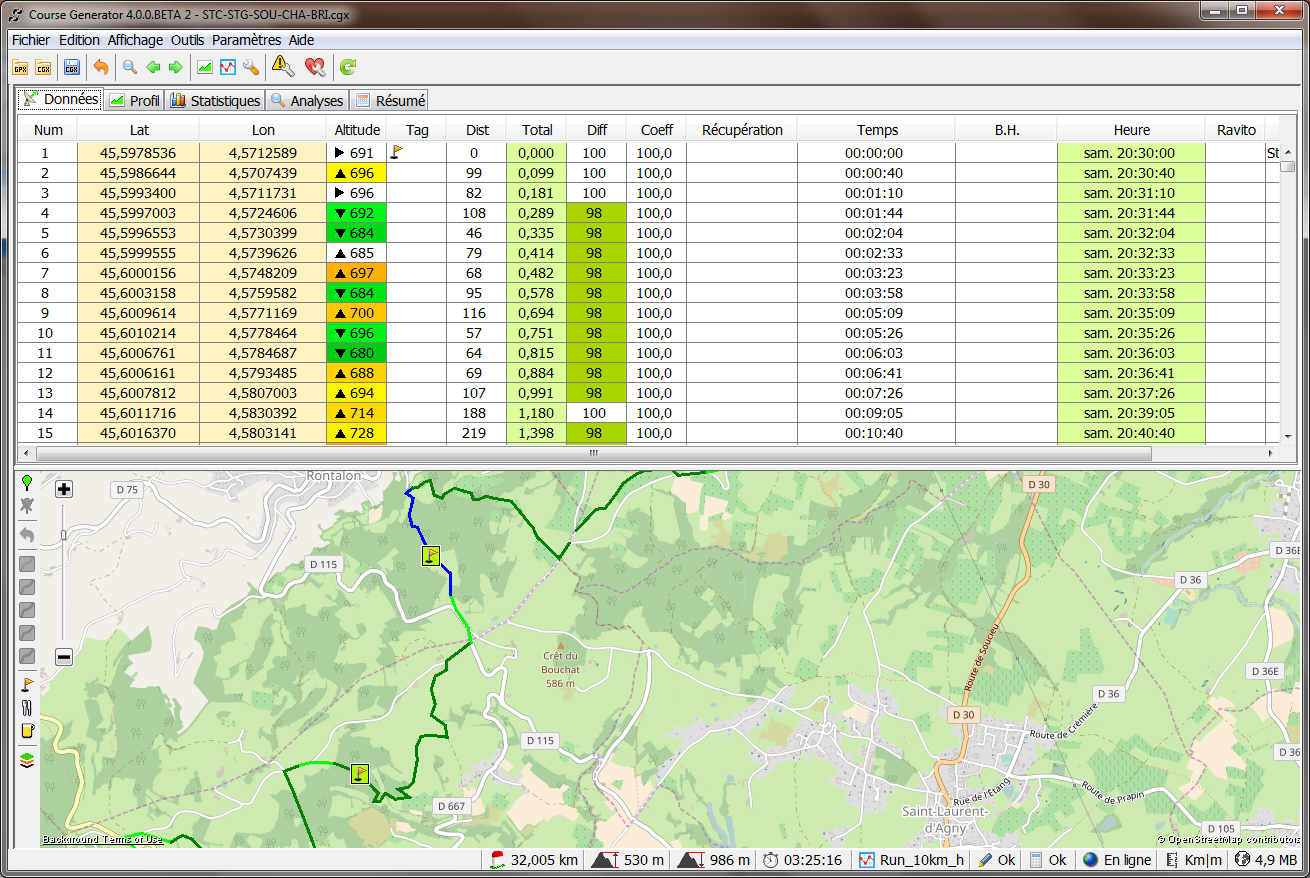 Course Generator 4.0.0.BETA 2 - STC-STG-SOU-CHA-BRI.cgx
Fichier Edition Affichage Outils Paramètres Aide
GPX CGX CGX
Données Profil Statistiques Analyses Résumé
Num Lat Lon Altitude Tag Dist Total Diff Coeff Récupération Temps B.H. Heure Ravito
1 45,5978536 4,5712589 691 0 0,000 100 100,0 00:00:00 sam. 20:30:00 St
2 45,5986644 4,5707439 696 99 0,099 100 100,0 00:00:40 sam. 20:30:40
3 45,5993400 4,5711731 696 82 0,181 100 100,0 00:01:10 sam. 20:31:10
4 45,5997003 4,5724606 692 108 0,289 98 100,0 00:01:44 sam. 20:31:44
5 45,5996553 4,5730399 684 46 0,335 98 100,0 00:02:04 sam. 20:32:04
6 45,5999555 4,5739626 685 79 0,414 98 100,0 00:02:33 sam. 20:32:33
7 45,6000156 4,5748209 697 68 0,482 98 100,0 00:03:23 sam. 20:33:23
8 45,6003158 4,5759582 684 95 0,578 98 100,0 00:03:58 sam. 20:33:58
9 45,6009614 4,5771169 700 116 0,694 98 100,0 00:05:09 sam. 20:35:09
10 45,6010214 4,5778464 696 57 0,751 98 100,0 00:05:26 sam. 20:35:26
11 45,6006761 4,5784687 680 64 0,815 98 100,0 00:06:03 sam. 20:36:03
12 45,6006161 4,5793485 688 69 0,884 98 100,0 00:06:41 sam. 20:36:41
13 45,6007812 4,5807003 694 107 0,991 98 100,0 00:07:26 sam. 20:37:26
14 45,6011716 4,5830392 714 188 1,180 100 100,0 00:09:05 sam. 20:39:05
15 45,6016370 4,5803141 728 219 1,398 98 100,0 00:10:40 sam. 20:40:40
Rontalon
D 75
D 30
D 36E
D 115
D 36
Route de Soucieu
Crêt du
Bouchat
586 m
D 36E
D 36
D 30
Route de Crémière
D 115
D 36
Rue de l'Étang
Route de Prapin
D 667
Saint-Laurent-
d'Agny
D 105
Background Terms of Use
© OpenStreetMap contributors
32,005 km 530 m 986 m 03:25:16 Run_10km_h Ok Ok En ligne Km|m 4,9 MB